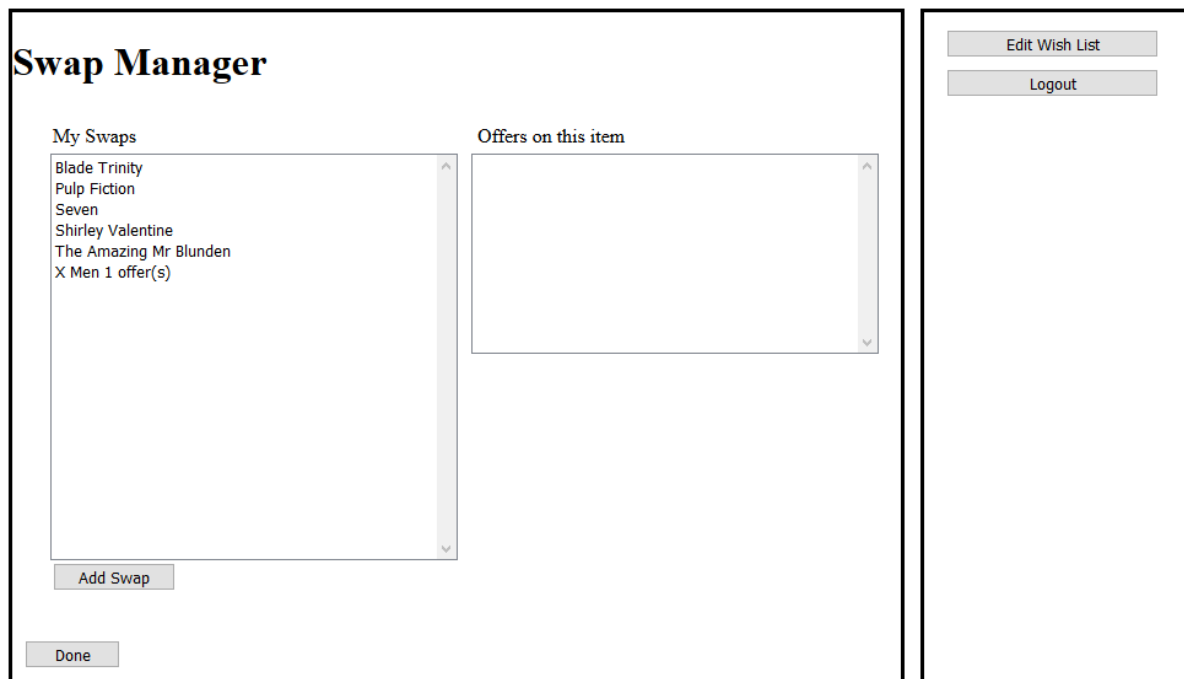 Swap Manager
My Swaps
Blade Trinity
Pulp Fiction
Seven
Shirley Valentine
The Amazing Mr Blunden
X Men 1 offer(s)
Add Swap
Done
Offers on this item
Edit Wish List
Logout